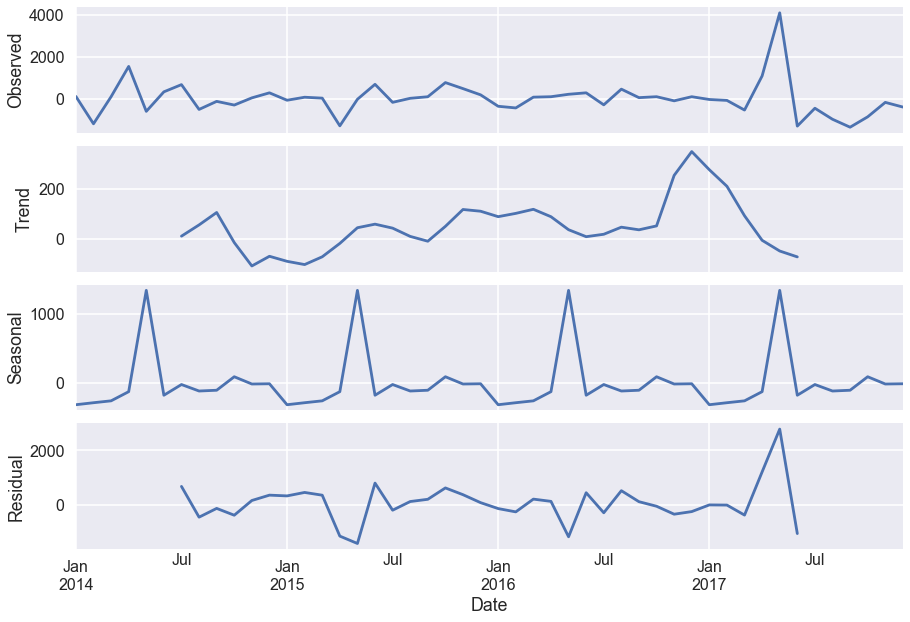 Observed
4000
2000
0
Trend
200
0
Seasonal
1000
0
Residual
2000
0
Jan
2014
Jul
Jan
2015
Jul
Jan
2016
Jul
Jan
2017
Jul
Date